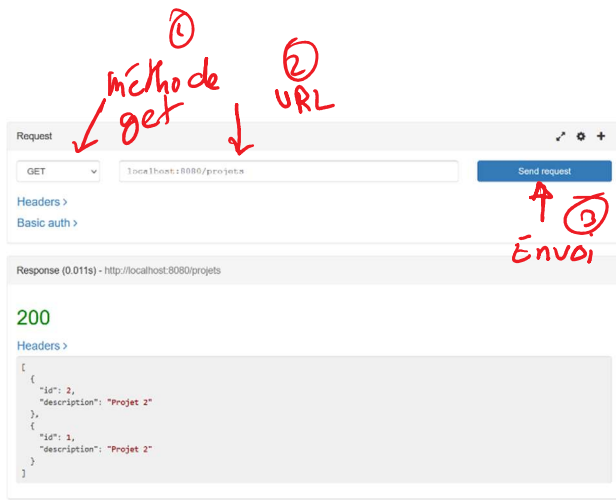 1
méthode
get
2
URL
Request
GET
localhost:8080/projets
Send request
Headers >
Basic auth >
3
Envoi
Response (0.011s) - http://localhost:8080/projets
200
Headers >
[
{
"id": 2,
"description": "Projet 2"
},
{
"id": 1,
"description": "Projet 2"
}
]